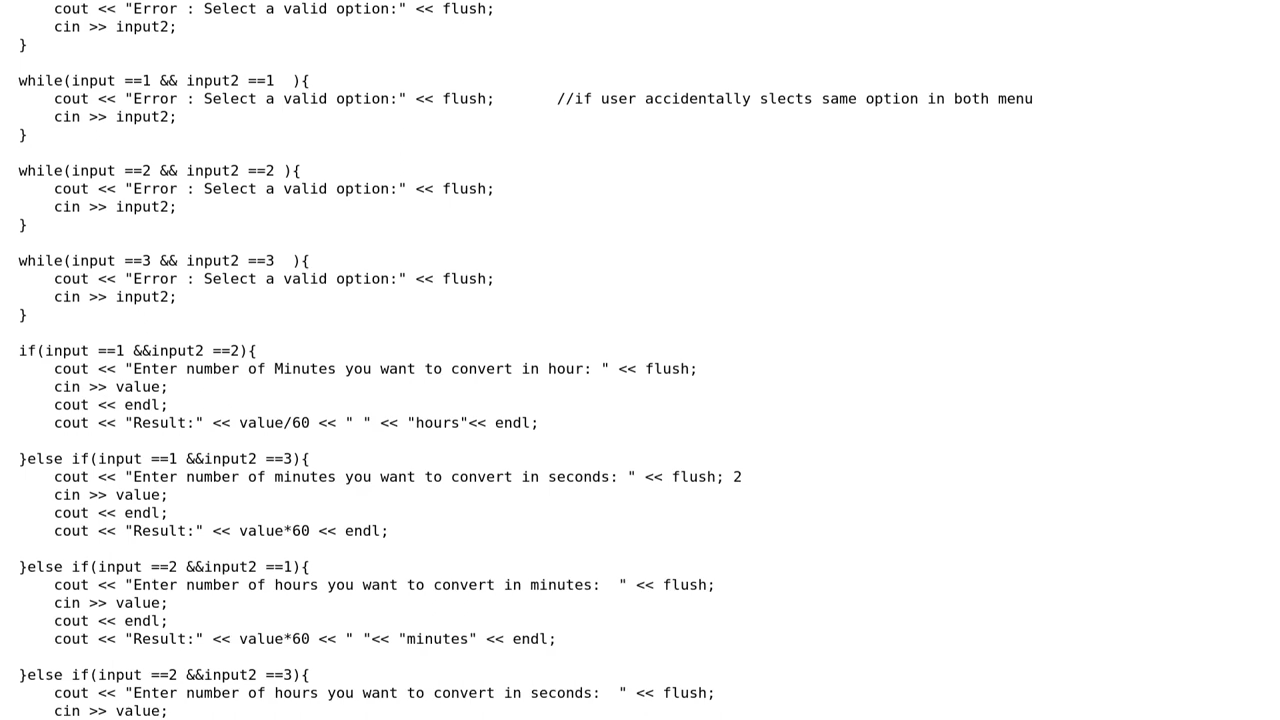 cout << "Error : Select a valid option:" << flush;
cin >> input2;
}
while(input ==1 && input2 ==1  ){
cout << "Error : Select a valid option:" << flush;       //if user accidentally slects same option in both menu
cin >> input2;
}
while(input ==2 && input2 ==2 ){
cout << "Error : Select a valid option:" << flush;
cin >> input2;
}
while(input ==3 && input2 ==3  ){
cout << "Error : Select a valid option:" << flush;
cin >> input2;
}
if(input ==1 &&input2 ==2){
cout << "Enter number of Minutes you want to convert in hour: " << flush;
cin >> value;
cout << endl;
cout << "Result:" << value/60 << " " << "hours"<< endl;
}else if(input ==1 &&input2 ==3){
cout << "Enter number of minutes you want to convert in seconds: " << flush; 2
cin >> value;
cout << endl;
cout << "Result:" << value*60 << endl;
}else if(input ==2 &&input2 ==1){
cout << "Enter number of hours you want to convert in minutes:  " << flush;
cin >> value;
cout << endl;
cout << "Result:" << value*60 << " "<< "minutes" << endl;
}else if(input ==2 &&input2 ==3){
cout << "Enter number of hours you want to convert in seconds:  " << flush;
cin >> value;